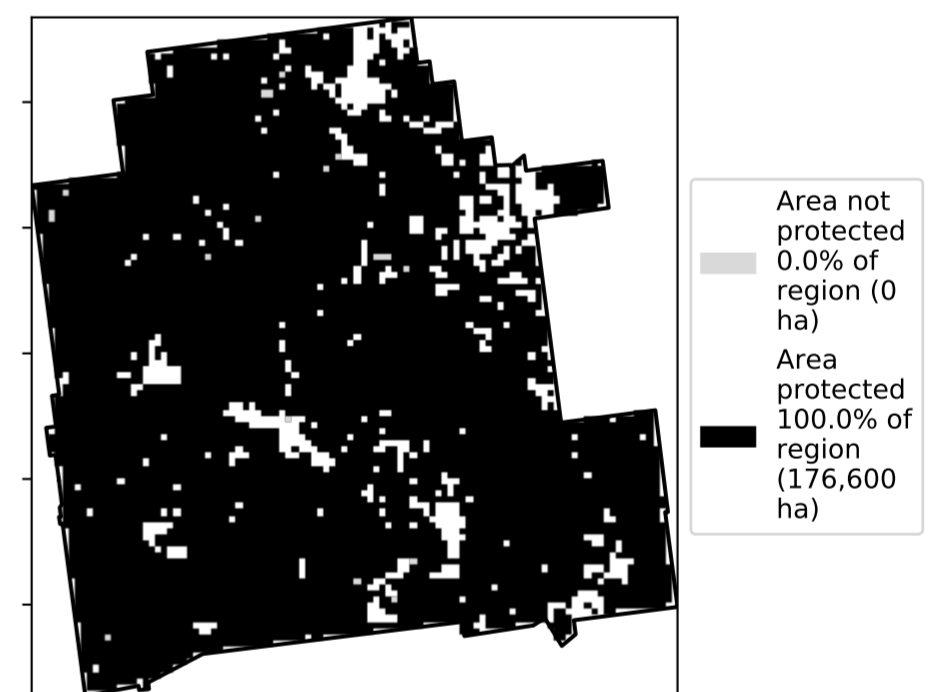 Area not
protected
0.0% of
region (0
ha)
Area
protected
100.0% of
region
(176,600
ha)